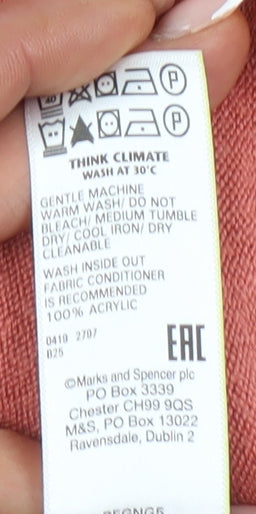 40 P
P
THINK CLIMATE
WASH AT 30°C
GENTLE MACHINE
WARM WASH/ DO NOT
BLEACH/ MEDIUM TUMBLE
DRY/ COOL IRON/ DRY
CLEANABLE
WASH INSIDE OUT
FABRIC CONDITIONER
IS RECOMMENDED
100% ACRYLIC
0419 2707
B25
EAC
©Marks and Spencer plc
PO Box 3339
Chester CH99 9QS
M&S, PO Box 13022
Ravensdale, Dublin 2